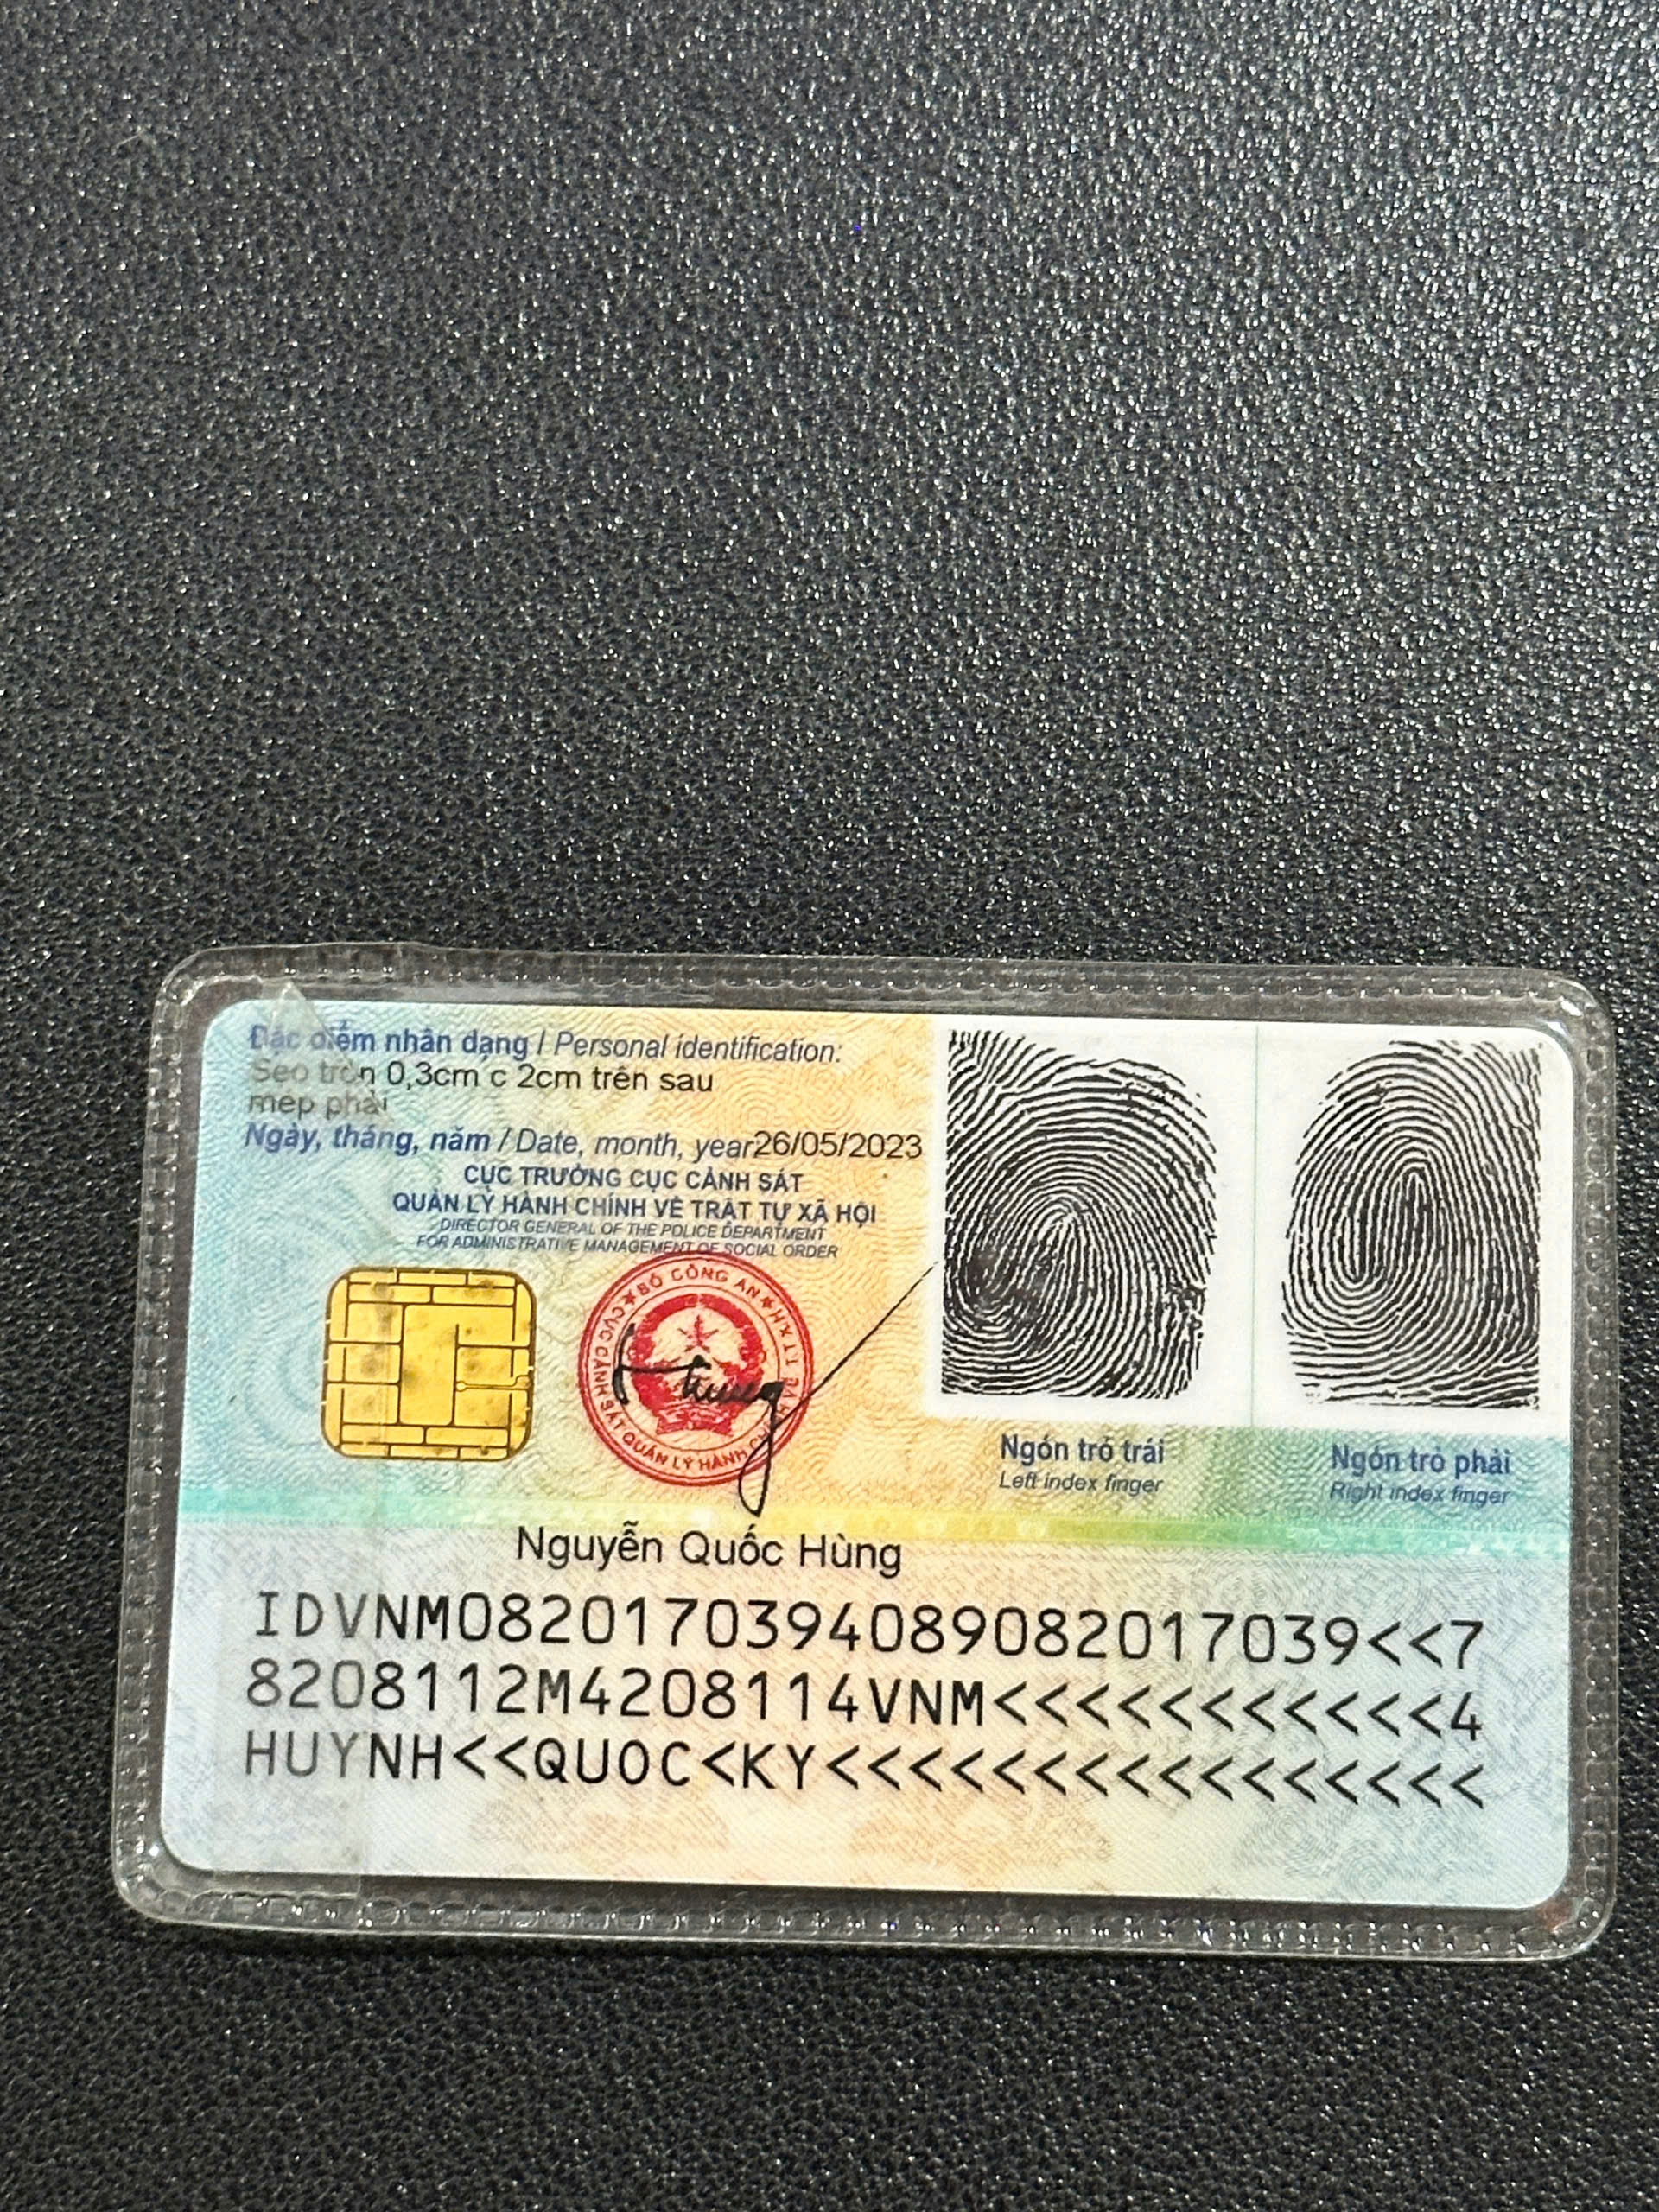 Đặc điểm nhân dạng / Personal identification:
Sẹo tròn 0,3cm c 2cm trên sau
mép phải
Ngày, tháng, năm / Date, month, year26/05/2023
CỤC TRƯỞNG CỤC CẢNH SÁT
QUẢN LÝ HÀNH CHÍNH VỀ TRẬT TỰ XÃ HỘI
DIRECTOR GENERAL OF THE POLICE DEPARTMENT
FOR ADMINISTRATIVE MANAGEMENT OF SOCIAL ORDER
BỘ CÔNG AN
CỤC CẢNH SÁT QUẢN LÝ HÀNH CHÍNH VỀ TTXH
Hùng
Ngón trỏ trái
Left index finger
Ngón trỏ phải
Right index finger
Nguyễn Quốc Hùng
IDVNM0820170394089082017039<<7
8208112M4208114VNM<<<<<<<<<<<4
HUYNH<<QUOC<KY<<<<<<<<<<<<<<<<